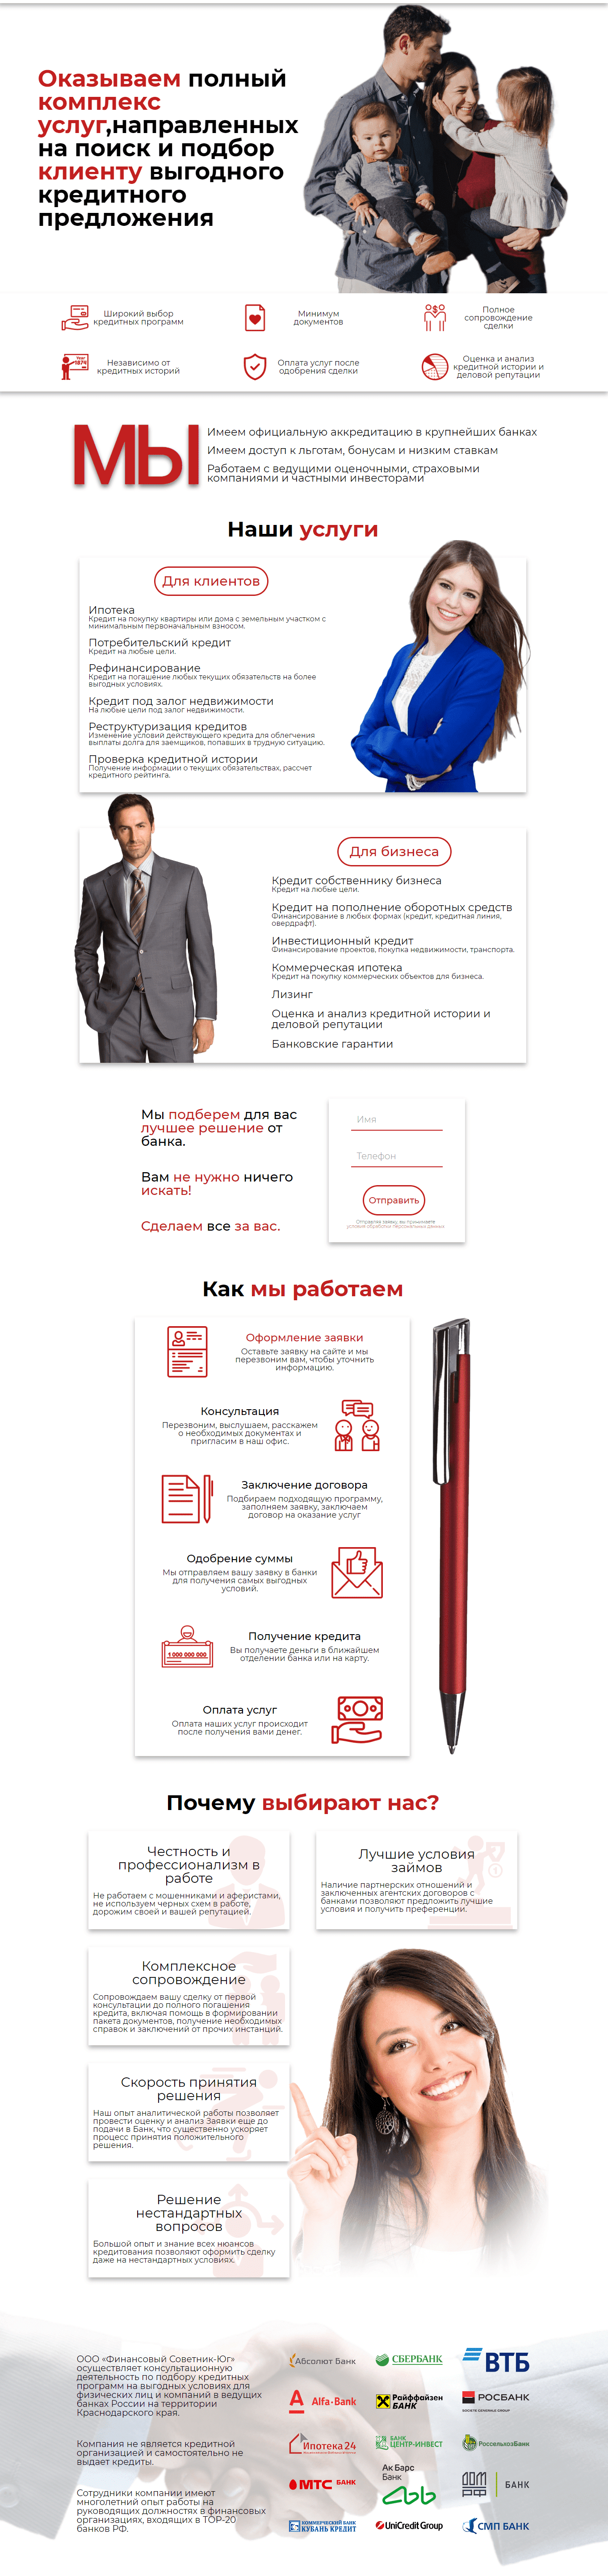 Оказываем полный
комплекс
услуг,направленных
на поиск и подбор
клиенту выгодного
кредитного
предложения
Широкий выбор
кредитных программ
Минимум
документов
Полное
сопровождение
сделки
Независимо от
кредитных историй
Оплата услуг после
одобрения сделки
Оценка и анализ
кредитной истории и
деловой репутации
МЫ
Имеем официальную аккредитацию в крупнейших банках
Имеем доступ к льготам, бонусам и низким ставкам
Работаем с ведущими оценочными, страховыми
компаниями и частными инвесторами
Наши услуги
Для клиентов
Ипотека
Кредит на покупку квартиры или дома с земельным участком с
минимальным первоначальным взносом.
Потребительский кредит
Кредит на любые цели.
Рефинансирование
Кредит на погашение любых текущих обязательств на более
выгодных условиях.
Кредит под залог недвижимости
На любые цели под залог недвижимости.
Реструктуризация кредитов
Изменение условий действующего кредита для облегчения
выплаты долга для заемщиков, попавших в трудную ситуацию.
Проверка кредитной истории
Получение информации о текущих обязательствах, рассчет
кредитного рейтинга.
Для бизнеса
Кредит собственнику бизнеса
Кредит на любые цели.
Кредит на пополнение оборотных средств
Финансирование в любых формах (кредит, кредитная линия,
овердрафт).
Инвестиционный кредит
Финансирование проектов, покупка недвижимости, транспорта.
Коммерческая ипотека
Кредит на покупку коммерческих объектов для бизнеса.
Лизинг
Оценка и анализ кредитной истории и
деловой репутации
Банковские гарантии
Мы подберем для вас
лучшее решение от
банка.
Вам не нужно ничего
искать!
Сделаем все за вас.
Имя
Телефон
Отправить
Отправляя заявку, вы принимаете
условия обработки персональных данных
Как мы работаем
Оформление заявки
Оставьте заявку на сайте и мы
перезвоним вам, чтобы уточнить
информацию.
Консультация
Перезвоним, выслушаем, расскажем
о необходимых документах и
пригласим в наш офис.
Заключение договора
Подбираем подходящую программу,
заполняем заявку, заключаем
договор на оказание услуг
Одобрение суммы
Мы отправляем вашу заявку в банки
для получения самых выгодных
условий.
1 000 000 000
Получение кредита
Вы получаете деньги в ближайшем
отделении банка или на карту.
Оплата услуг
Оплата наших услуг происходит
после получения вами денег.
Почему выбирают нас?
Честность и
профессионализм в
работе
Не работаем с мошенниками и аферистами,
не используем черных схем в работе,
дорожим своей и вашей репутацией.
Лучшие условия
займов
Наличие партнерских отношений и
заключенных агентских договоров с
банками позволяют предложить лучшие
условия и получить преференции.
Комплексное
сопровождение
Сопровождаем вашу сделку от первой
консультации до полного погашения
кредита, включая помощь в формировании
пакета документов, получение необходимых
справок и заключений от прочих инстанций.
Скорость принятия
решения
Наш опыт аналитической работы позволяет
провести оценку и анализ Заявки еще до
подачи в Банк, что существенно ускоряет
процесс принятия положительного
решения.
Решение
нестандартных
вопросов
Большой опыт и знание всех нюансов
кредитования позволяют оформить сделку
даже на нестандартных условиях.
ООО «Финансовый Советник-Юг»
осуществляет консультационную
деятельность по подбору кредитных
программ на выгодных условиях для
физических лиц и компаний в ведущих
банках России на территории
Краснодарского края.
Компания не является кредитной
организацией и самостоятельно не
выдает кредиты.
Сотрудники компании имеют
многолетний опыт работы на
руководящих должностях в финансовых
организациях, входящих в TOP-20
банков РФ.
Абсолют Банк
СБЕРБАНК
ВТБ
Alfa-Bank
Райффайзен
БАНК
РОСБАНК
SOCIETE GENERALE GROUP
Ипотека 24
БАНК
ЦЕНТР-ИНВЕСТ
РоссельхозБанк
МТС БАНК
Ак Барс
Банк
ДОМ
РФ
БАНК
КОММЕРЧЕСКИЙ БАНК
КУБАНЬ КРЕДИТ
UniCredit Group
СМП БАНК